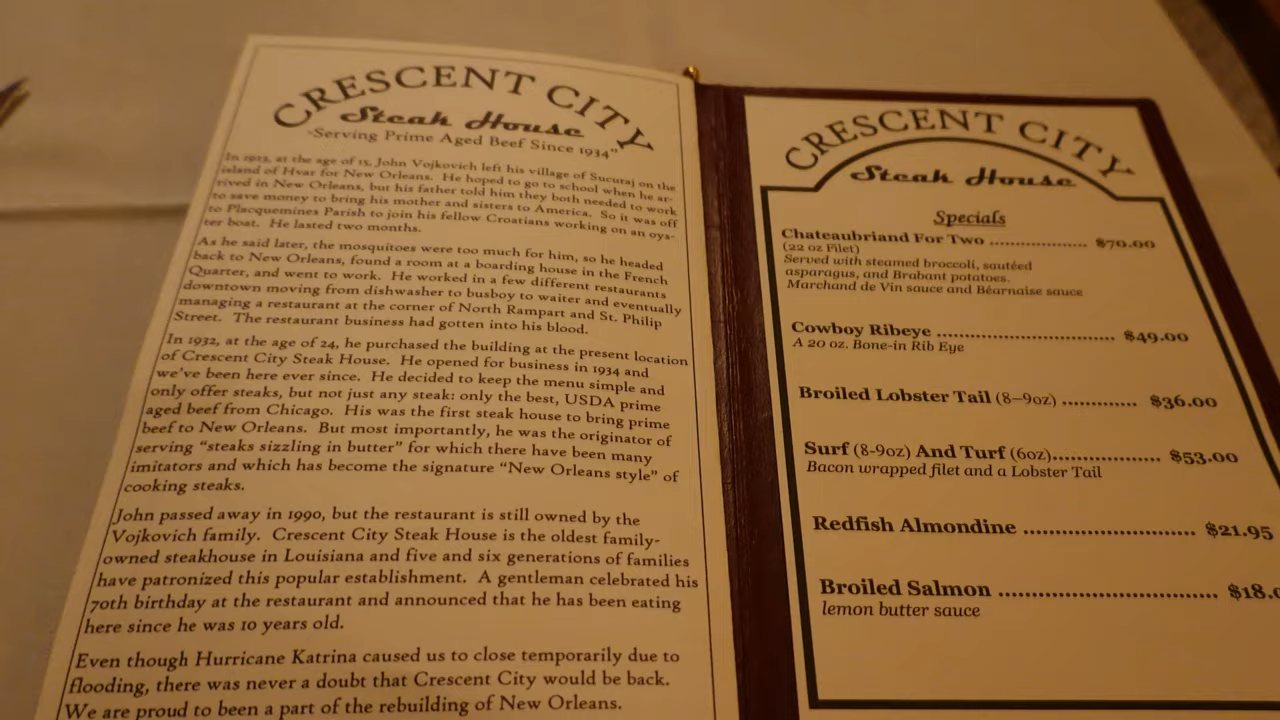 CRESCENT CITY
Steak House
"Serving Prime Aged Beef Since 1934"
In 1923, at the age of 15, John Vojkovich left his village of Sucuraj on the
island of Hvar for New Orleans. He hoped to go to school when he ar-
rived in New Orleans, but his father told him they both needed to work
to save money to bring his mother and sisters to America. So it was off
to Placquemines Parish to join his fellow Croatians working on an oys-
ter boat. He lasted two months.
As he said later, the mosquitoes were too much for him, so he headed
back to New Orleans, found a room at a boarding house in the French
Quarter, and went to work. He worked in a few different restaurants
downtown moving from dishwasher to busboy to waiter and eventually
managing a restaurant at the corner of North Rampart and St. Philip
Street. The restaurant business had gotten into his blood.
In 1932, at the age of 24, he purchased the building at the present location
of Crescent City Steak House. He opened for business in 1934 and
we've been here ever since. He decided to keep the menu simple and
only offer steaks, but not just any steak: only the best, USDA prime
aged beef from Chicago. His was the first steak house to bring prime
beef to New Orleans. But most importantly, he was the originator of
serving "steaks sizzling in butter" for which there have been many
imitators and which has become the signature "New Orleans style" of
cooking steaks.
John passed away in 1990, but the restaurant is still owned by the
Vojkovich family. Crescent City Steak House is the oldest family-
owned steakhouse in Louisiana and five and six generations of families
have patronized this popular establishment. A gentleman celebrated his
70th birthday at the restaurant and announced that he has been eating
here since he was 10 years old.
Even though Hurricane Katrina caused us to close temporarily due to
flooding, there was never a doubt that Crescent City would be back.
We are proud to been a part of the rebuilding of New Orleans.
CRESCENT CITY
Steak House
Specials
Chateaubriand For Two .................. $70.00
(22 oz Filet)
Served with steamed broccoli, sautéed
asparagus, and Brabant potatoes.
Marchand de Vin sauce and Béarnaise sauce
Cowboy Ribeye ................................. $49.00
A 20 oz. Bone-in Rib Eye
Broiled Lobster Tail (8–9oz) ............. $36.00
Surf (8-9oz) And Turf (6oz)................... $53.00
Bacon wrapped filet and a Lobster Tail
Redfish Almondine ................................ $21.95
Broiled Salmon ........................................ $18.0
lemon butter sauce